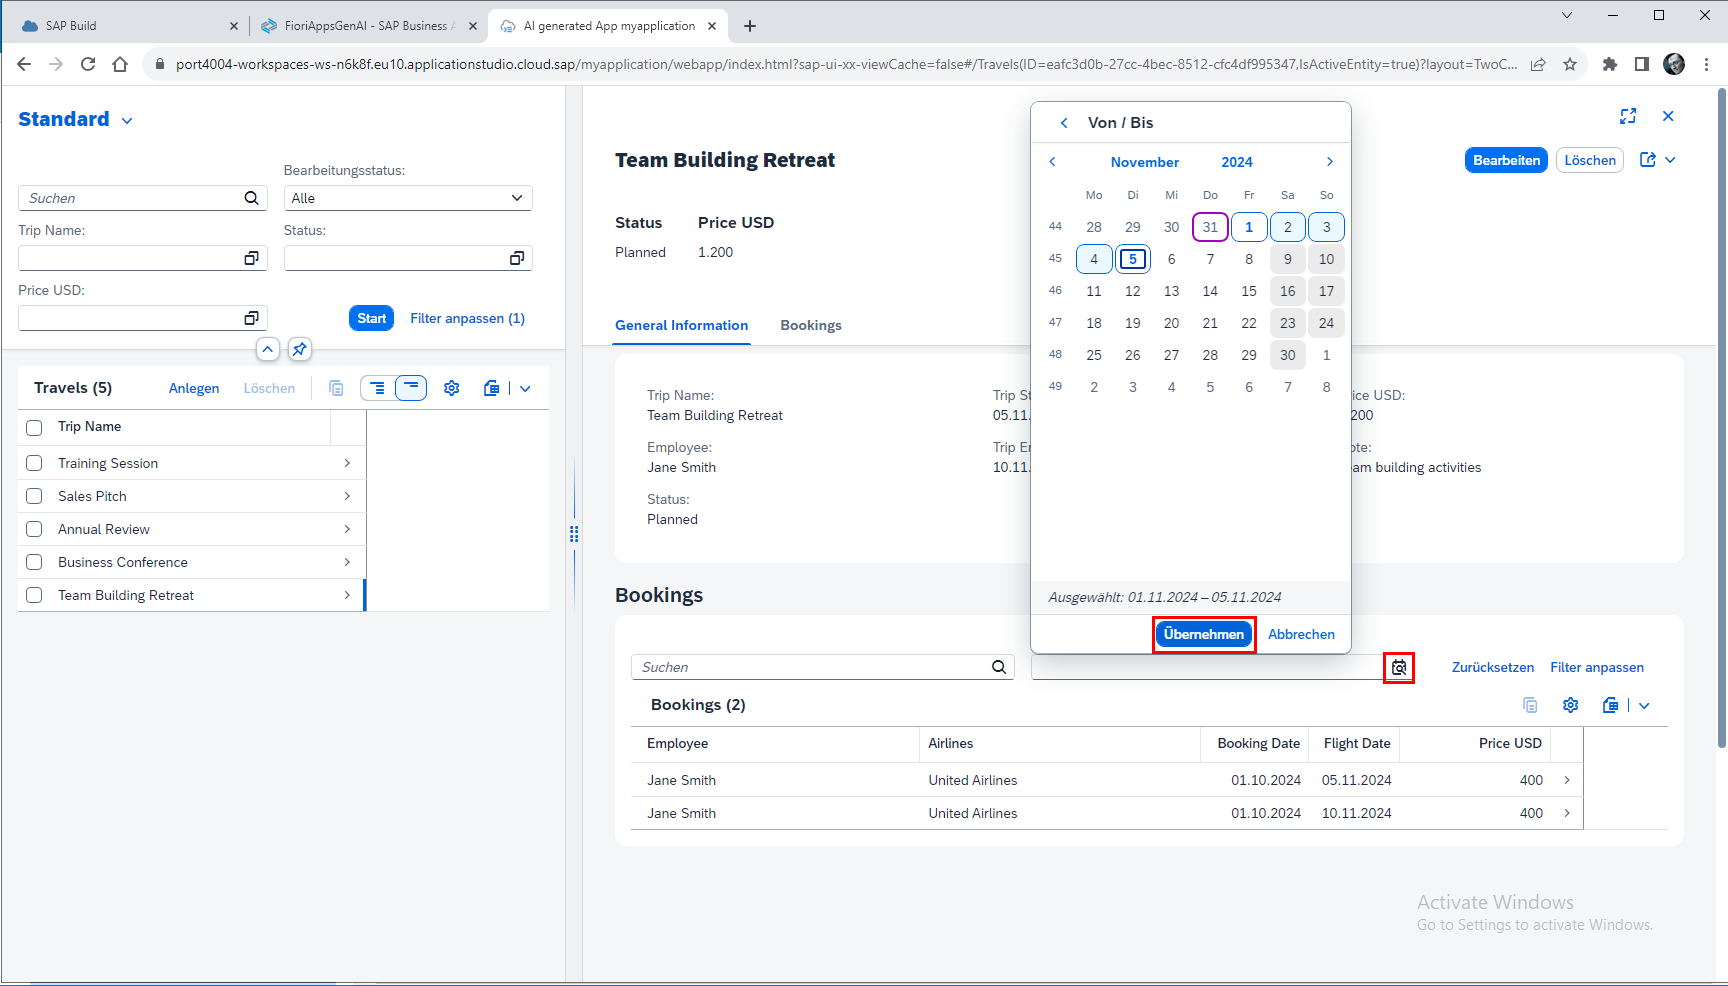 SAP Build
FioriAppsGenAI - SAP Business A
AI generated App myapplication
port4004-workspaces-ws-n6k8f.eu10.applicationstudio.cloud.sap/myapplication/webapp/index.html?sap-ui-xx-viewCache=false#/Travels(ID=eafc3d0b-27cc-4bec-8512-cfc4df995347,IsActiveEntity=true)?layout=TwoC...
Standard
Bearbeitungsstatus:
Suchen
Alle
Trip Name:
Status:
Price USD:
Start
Filter anpassen (1)
Travels (5)
Anlegen
Löschen
Trip Name
Training Session
Sales Pitch
Annual Review
Business Conference
Team Building Retreat
Team Building Retreat
Bearbeiten
Löschen
Status
Price USD
Planned
1.200
General Information
Bookings
Trip Name:
Team Building Retreat
Employee:
Jane Smith
Status:
Planned
Trip St
05.11.
Trip En
10.11.
ice USD:
200
ote:
am building activities
Von / Bis
November 2024
Mo Di Mi Do Fr Sa So
44 28 29 30 31 1 2 3
45 4 5 6 7 8 9 10
46 11 12 13 14 15 16 17
47 18 19 20 21 22 23 24
48 25 26 27 28 29 30 1
49 2 3 4 5 6 7 8
Ausgewählt: 01.11.2024 – 05.11.2024
Übernehmen
Abbrechen
Bookings
Suchen
Zurücksetzen
Filter anpassen
Bookings (2)
Employee Airlines Booking Date Flight Date Price USD
Jane Smith United Airlines 01.10.2024 05.11.2024 400
Jane Smith United Airlines 01.10.2024 10.11.2024 400
Activate Windows
Go to Settings to activate Windows.